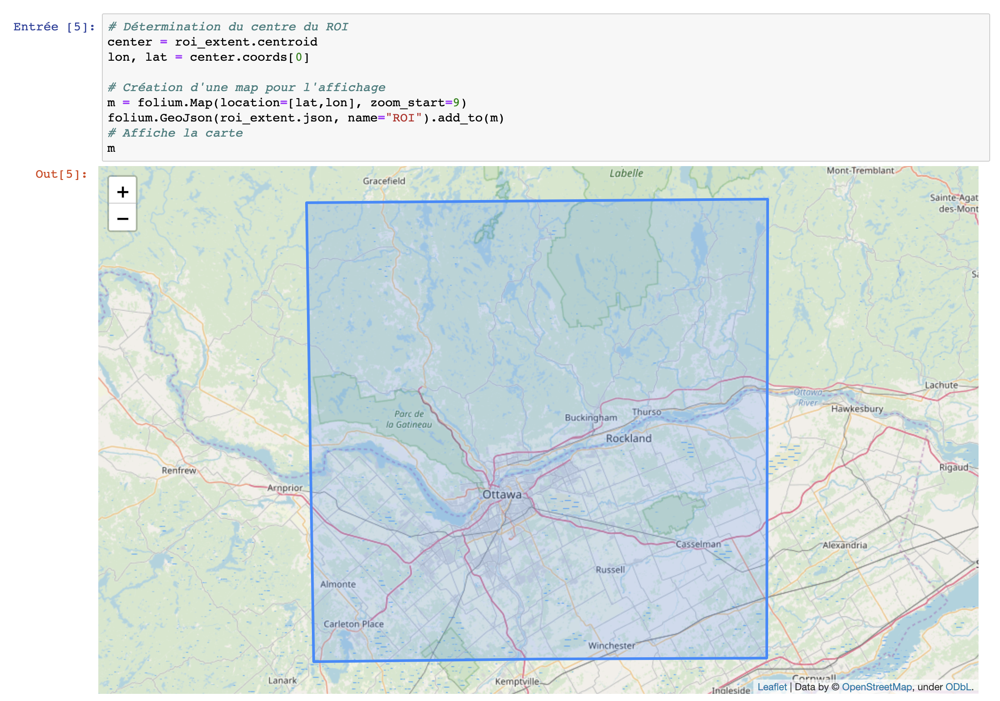 Entrée [5]:
# Détermination du centre du ROI
center = roi_extent.centroid
lon, lat = center.coords[0]
# Création d'une map pour l'affichage
m = folium.Map(location=[lat,lon], zoom_start=9)
folium.GeoJson(roi_extent.json, name="ROI").add_to(m)
# Affiche la carte
m
Out[5]:
+
−
Gracefield
Labelle
Mont-Tremblant
Sainte-Agat
des-Mont
Sa
Lachute
Ottawa
River
Hawkesbury
Parc de
la Gatineau
Buckingham
Thurso
Rockland
Renfrew
Arnprior
Rigaud
Ottawa
Casselman
Alexandria
Russell
S
Almonte
Carleton Place
Winchester
Lanark
Kemptville
Cornwall
Ingleside
Leaflet | Data by © OpenStreetMap, under ODbL.